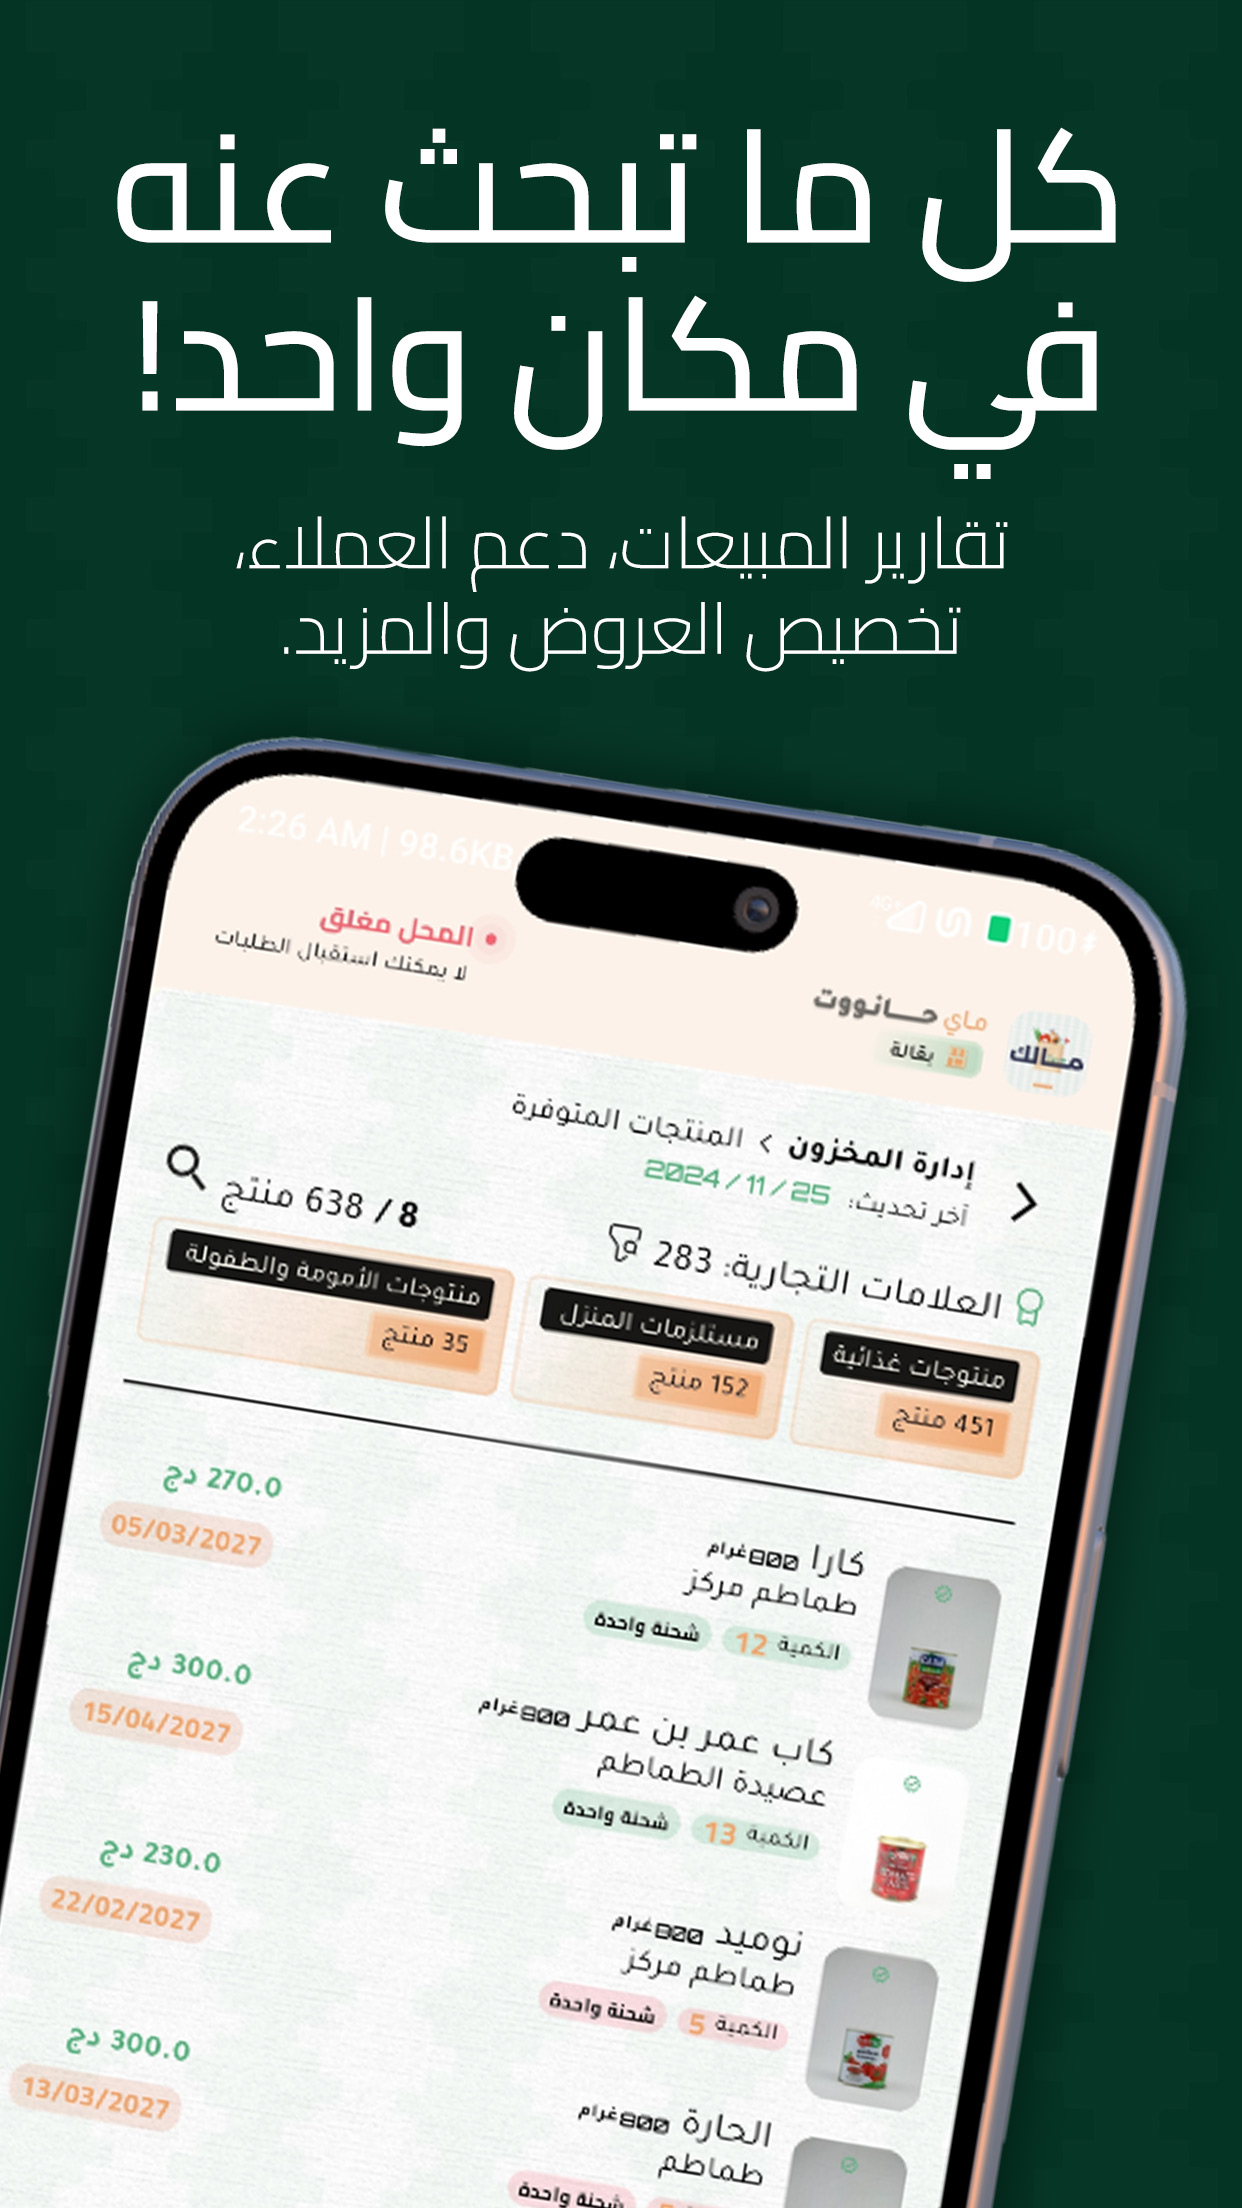 كل ما تبحث عنه
في مكان واحد!
تقارير المبيعات، دعم العملاء،
تخصيص العروض والمزيد.
2:26 AM | 98.6KB
4G+ 100
المحل مغلق
لا يمكنك استقبال الطلبات
ماي حـــانـووت
بقالة
مـالك
إدارة المخزون > المنتجات المتوفرة
آخر تحديث: 2024/11/25
8 / 638 منتج
العلامات التجارية: 283
منتوجات غذائية
451 منتج
مستلزمات المنزل
152 منتج
منتوجات الأمومة والطفولة
35 منتج
كارا 800غرام
طماطم مركز
الكمية 12 شحنة واحدة
270.0 دج
05/03/2027
كاب عمر بن عمر 800غرام
عصيدة الطماطم
الكمية 13 شحنة واحدة
300.0 دج
15/04/2027
نوميد 800غرام
طماطم مركز
الكمية 5 شحنة واحدة
230.0 دج
22/02/2027
الحارة 800غرام
طماطم
شحنة واحدة
300.0 دج
13/03/2027